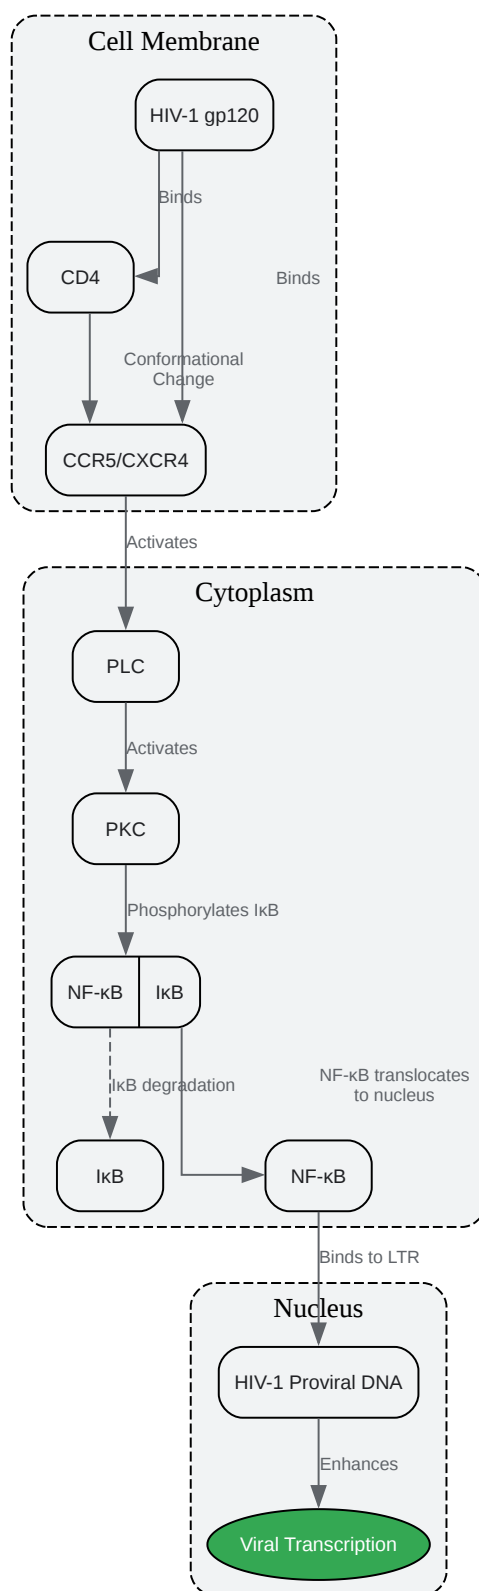 Cell Membrane
HIV-1 gp120
Binds
CD4
Binds
Conformational
Change
CCR5/CXCR4
Activates
Cytoplasm
PLC
Activates
PKC
Phosphorylates IκB
NF-κB
IκB
IκB degradation
NF-κB translocates
to nucleus
IκB
NF-κB
Binds to LTR
Nucleus
HIV-1 Proviral DNA
Enhances
Viral Transcription